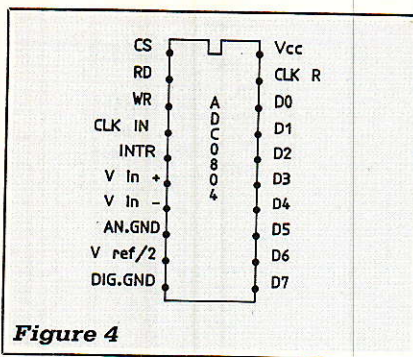 CS
RD
WR
CLK IN
INTR
V In +
V In -
AN.GND
V ref/2
DIG.GND
ADC0804
Vcc
CLK R
D0
D1
D2
D3
D4
D5
D6
D7
Figure 4